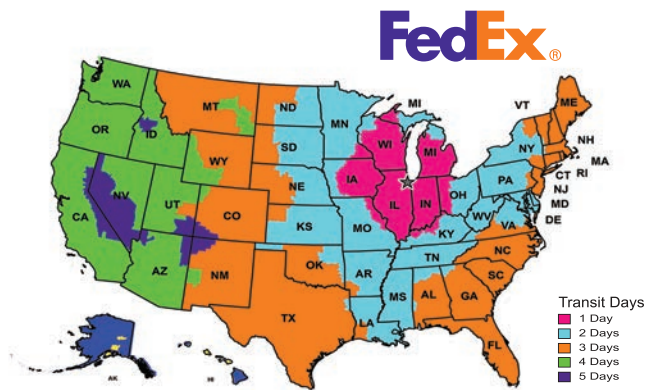 FedEx®
WA
MT
ND
MN
MI
VT
ME
OR
ID
WY
SD
WI
MI
NY
NH
MA
RI
CT
NJ
MD
DE
NV
UT
CO
NE
IA
IL
IN
OH
PA
CA
KS
MO
KY
WV
VA
AZ
NM
OK
AR
TN
NC
SC
TX
LA
MS
AL
GA
FL
AK
HI
Transit Days
1 Day
2 Days
3 Days
4 Days
5 Days